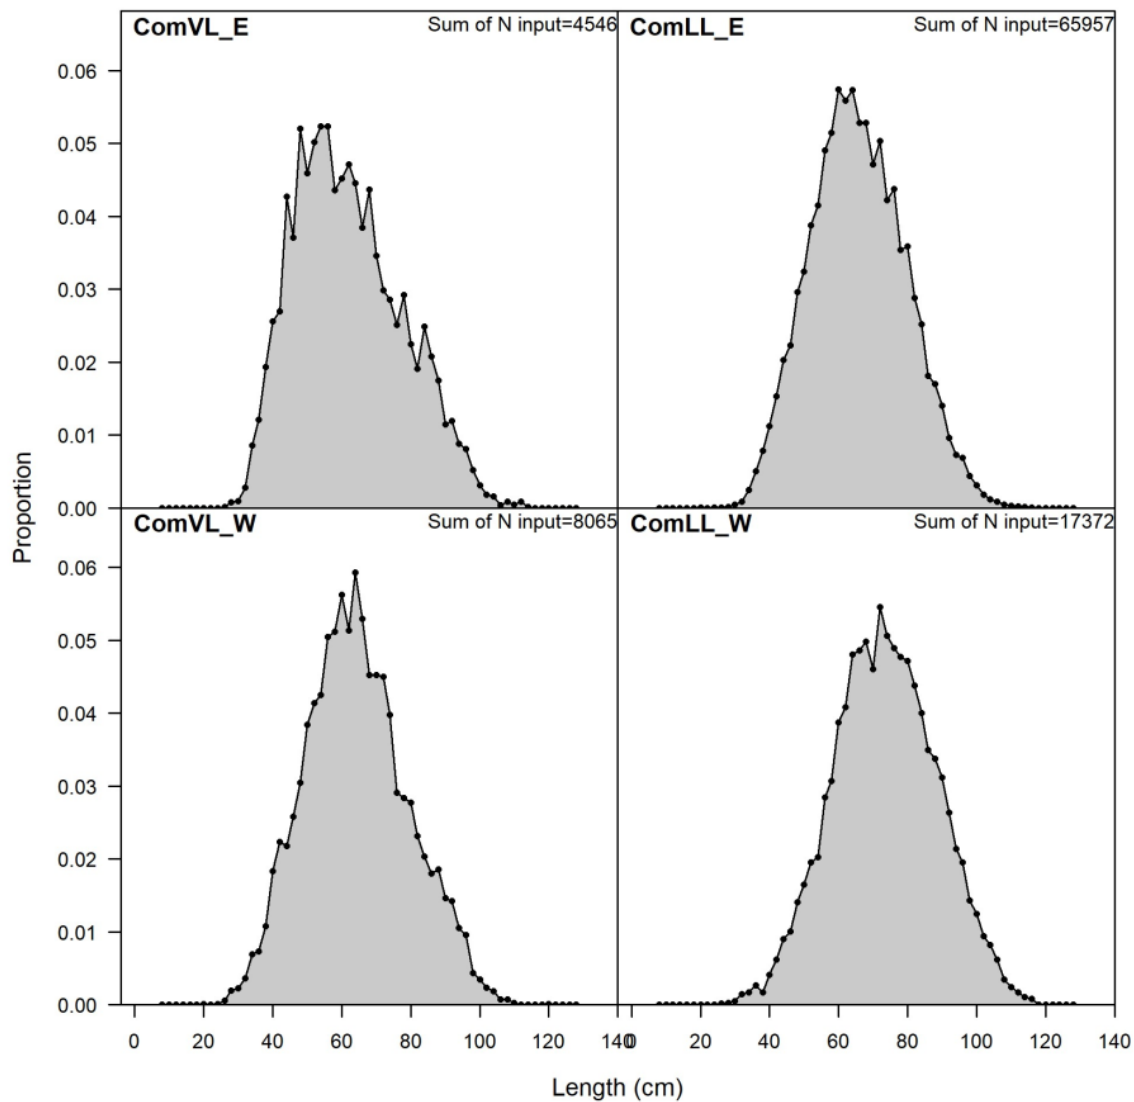 ComVL_E Sum of N input=4546
ComLL_E Sum of N input=65957
0.06
0.05
0.04
0.03
0.02
0.01
0.00
ComVL_W Sum of N input=8065
ComLL_W Sum of N input=17372
0.06
0.05
0.04
0.03
0.02
0.01
0.00
Proportion
0 20 40 60 80 100 120 140
0 20 40 60 80 100 120 140
Length (cm)